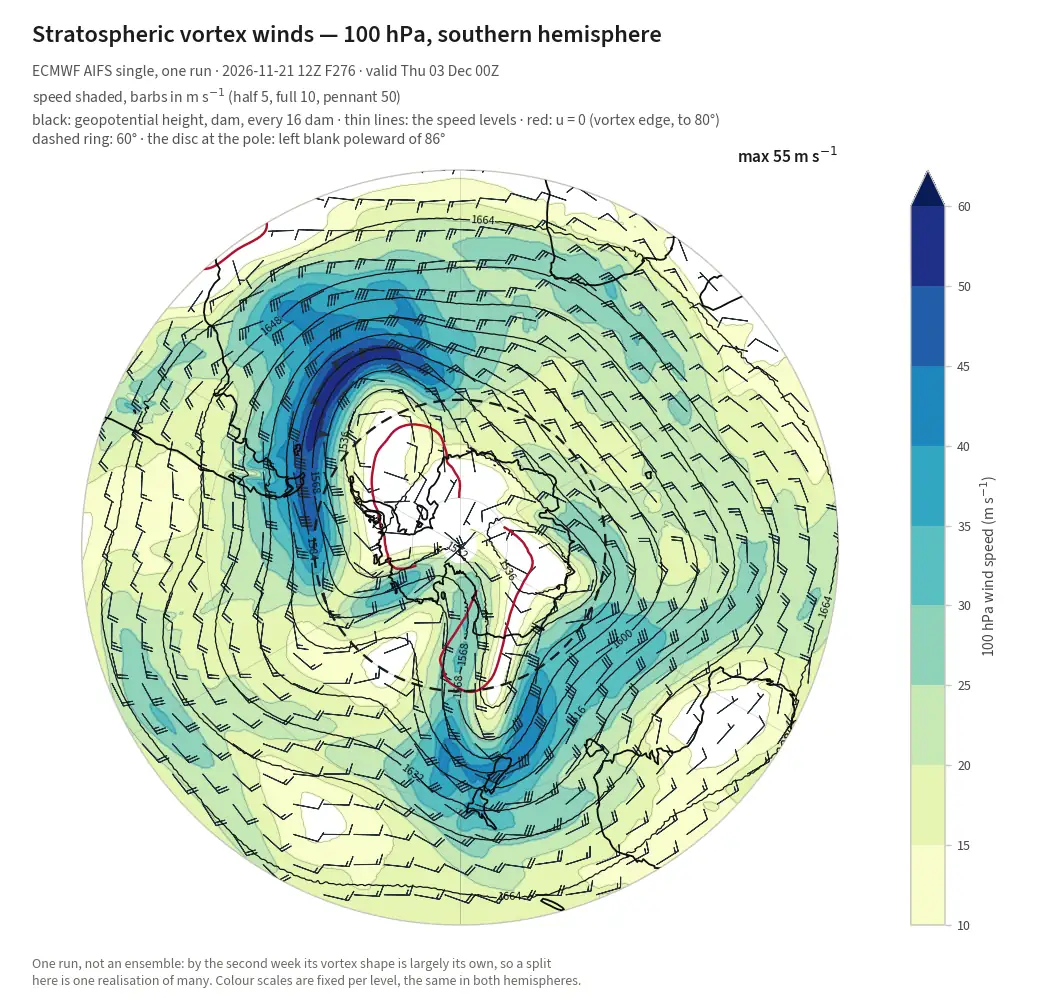 Stratospheric vortex winds — 100 hPa, southern hemisphere
ECMWF AIFS single, one run · 2026-11-21 12Z F276 · valid Thu 03 Dec 00Z
speed shaded, barbs in m s⁻¹ (half 5, full 10, pennant 50)
black: geopotential height, dam, every 16 dam · thin lines: the speed levels · red: u = 0 (vortex edge, to 80°)
dashed ring: 60° · the disc at the pole: left blank poleward of 86°
max 55 m s⁻¹
1664
1648
1536
1568
1536
1664
1600
1568
1568
1616
1632
1664
60
50
45
40
35
30
25
20
15
10
100 hPa wind speed (m s⁻¹)
One run, not an ensemble: by the second week its vortex shape is largely its own, so a split
here is one realisation of many. Colour scales are fixed per level, the same in both hemispheres.